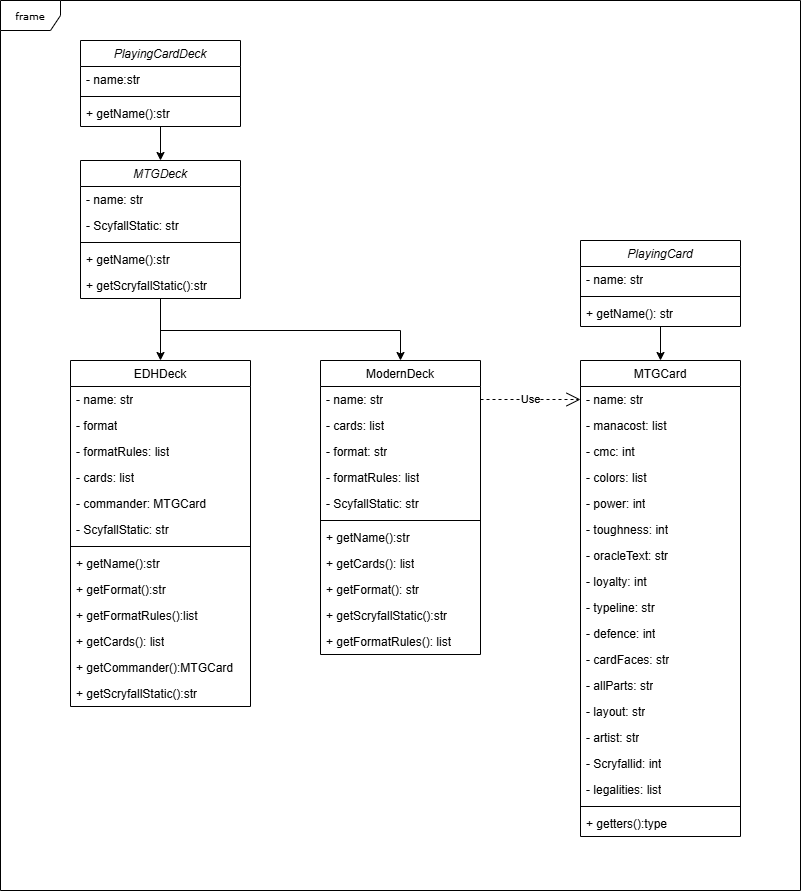 frame
PlayingCardDeck
- name:str
+ getName():str
MTGDeck
- name: str
- ScyfallStatic: str
+ getName():str
+ getScryfallStatic():str
EDHDeck
- name: str
- format
- formatRules: list
- cards: list
- commander: MTGCard
- ScyfallStatic: str
+ getName():str
+ getFormat():str
+ getFormatRules():list
+ getCards(): list
+ getCommander():MTGCard
+ getScryfallStatic():str
ModernDeck
- name: str
- cards: list
- format: str
- formatRules: list
- ScyfallStatic: str
+ getName():str
+ getCards(): list
+ getFormat(): str
+ getScryfallStatic():str
+ getFormatRules(): list
Use
PlayingCard
- name: str
+ getName(): str
MTGCard
- name: str
- manacost: list
- cmc: int
- colors: list
- power: int
- toughness: int
- oracleText: str
- loyalty: int
- typeline: str
- defence: int
- cardFaces: str
- allParts: str
- layout: str
- artist: str
- Scryfallid: int
- legalities: list
+ getters():type